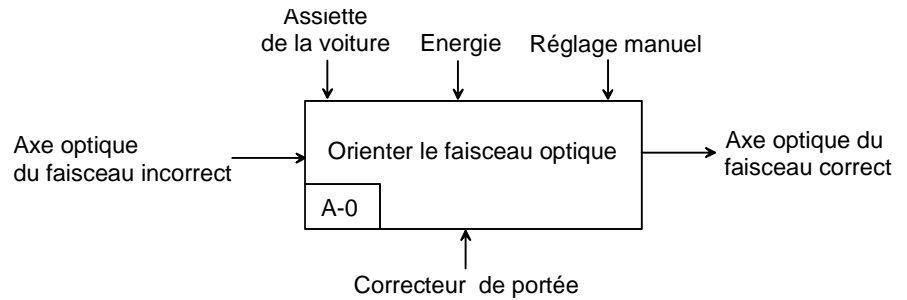 Assiette
de la voiture
Energie
Réglage manuel
Axe optique
du faisceau incorrect
Orienter le faisceau optique
Axe optique du
faisceau correct
A-0
Correcteur de portée